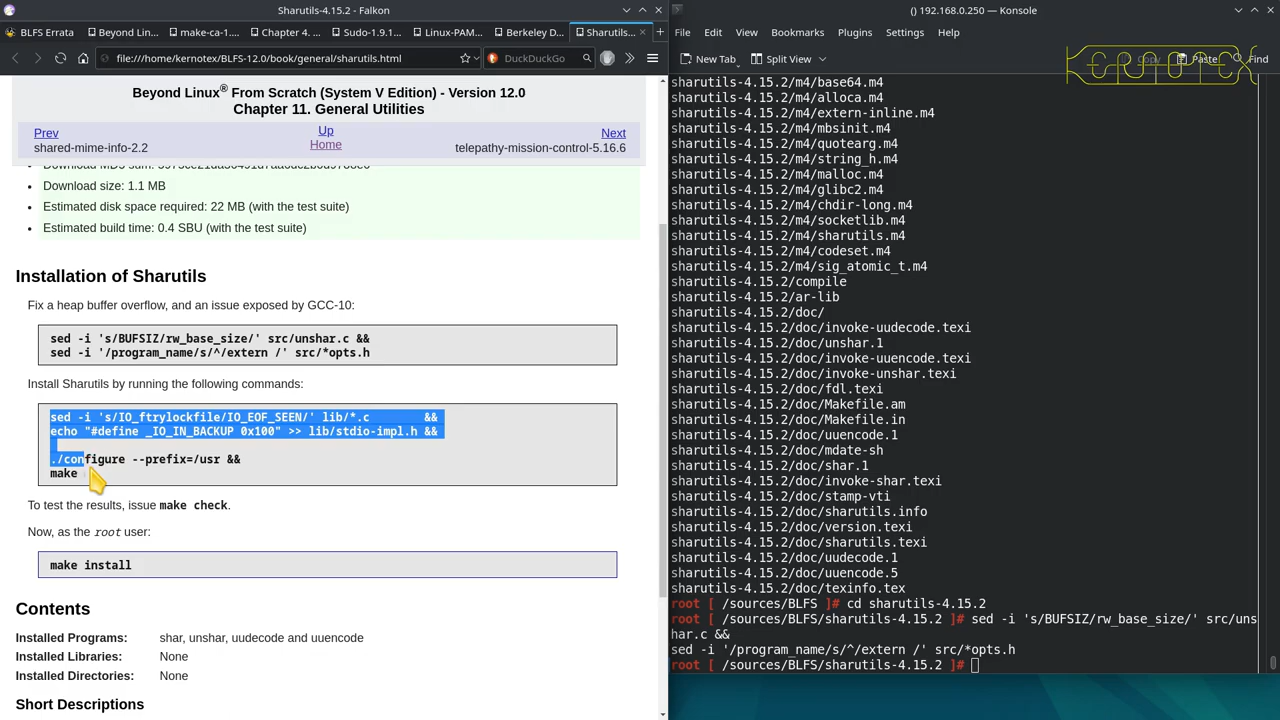 Sharutils-4.15.2 - Falkon
BLFS Errata
Beyond Lin...
make-ca-1....
Chapter 4. ...
Sudo-1.9.1...
Linux-PAM...
Berkeley D...
Sharutils...
file:///home/kernotex/BLFS-12.0/book/general/sharutils.html
DuckDuckGo
Beyond Linux® From Scratch (System V Edition) - Version 12.0
Chapter 11. General Utilities
Prev
Up
Next
shared-mime-info-2.2
Home
telepathy-mission-control-5.16.6
Download size: 1.1 MB
Estimated disk space required: 22 MB (with the test suite)
Estimated build time: 0.4 SBU (with the test suite)
Installation of Sharutils
Fix a heap buffer overflow, and an issue exposed by GCC-10:
sed -i 's/BUFSIZ/rw_base_size/' src/unshar.c &&
sed -i '/program_name/s/^/extern /' src/*opts.h
Install Sharutils by running the following commands:
sed -i 's/IO_ftrylockfile/IO_EOF_SEEN/' lib/*.c        &&
echo "#define _IO_IN_BACKUP 0x100" >> lib/stdio-impl.h &&
./configure --prefix=/usr &&
make
To test the results, issue make check.
Now, as the root user:
make install
Contents
Installed Programs: shar, unshar, uudecode and uuencode
Installed Libraries: None
Installed Directories: None
Short Descriptions
() 192.168.0.250 — Konsole
File Edit View Bookmarks Plugins Settings Help
New Tab
Split View
Copy
Paste
Find
KERNOTEX
sharutils-4.15.2/m4/base64.m4
sharutils-4.15.2/m4/alloca.m4
sharutils-4.15.2/m4/extern-inline.m4
sharutils-4.15.2/m4/mbsinit.m4
sharutils-4.15.2/m4/quotearg.m4
sharutils-4.15.2/m4/string_h.m4
sharutils-4.15.2/m4/malloc.m4
sharutils-4.15.2/m4/glibc2.m4
sharutils-4.15.2/m4/chdir-long.m4
sharutils-4.15.2/m4/socketlib.m4
sharutils-4.15.2/m4/sharutils.m4
sharutils-4.15.2/m4/codeset.m4
sharutils-4.15.2/m4/sig_atomic_t.m4
sharutils-4.15.2/compile
sharutils-4.15.2/ar-lib
sharutils-4.15.2/doc/
sharutils-4.15.2/doc/invoke-uudecode.texi
sharutils-4.15.2/doc/unshar.1
sharutils-4.15.2/doc/invoke-uuencode.texi
sharutils-4.15.2/doc/invoke-unshar.texi
sharutils-4.15.2/doc/fdl.texi
sharutils-4.15.2/doc/Makefile.am
sharutils-4.15.2/doc/Makefile.in
sharutils-4.15.2/doc/uuencode.1
sharutils-4.15.2/doc/mdate-sh
sharutils-4.15.2/doc/shar.1
sharutils-4.15.2/doc/invoke-shar.texi
sharutils-4.15.2/doc/stamp-vti
sharutils-4.15.2/doc/sharutils.info
sharutils-4.15.2/doc/version.texi
sharutils-4.15.2/doc/sharutils.texi
sharutils-4.15.2/doc/uudecode.1
sharutils-4.15.2/doc/uuencode.5
sharutils-4.15.2/doc/texinfo.tex
root [ /sources/BLFS ]# cd sharutils-4.15.2
root [ /sources/BLFS/sharutils-4.15.2 ]# sed -i 's/BUFSIZ/rw_base_size/' src/uns
har.c &&
sed -i '/program_name/s/^/extern /' src/*opts.h
root [ /sources/BLFS/sharutils-4.15.2 ]#